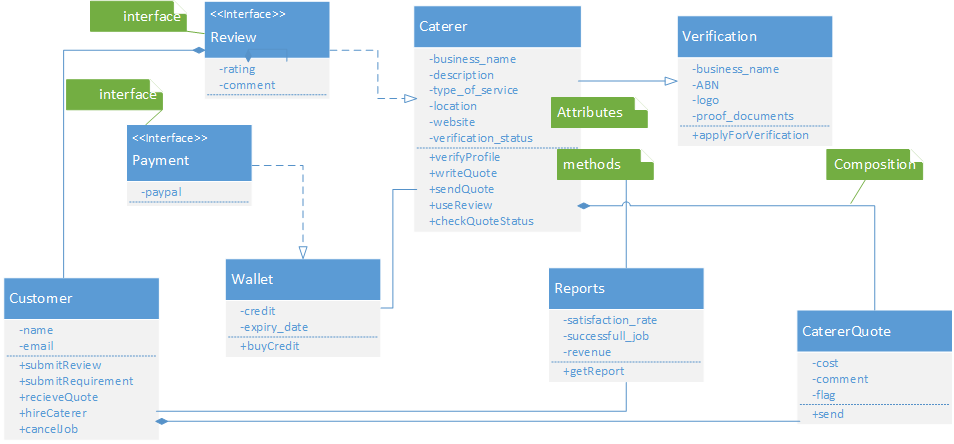 interface
<<Interface>>
Review
-rating
-comment
interface
<<Interface>>
Payment
-paypal
Caterer
-business_name
-description
-type_of_service
-location
-website
-verification_status
+verifyProfile
+writeQuote
+sendQuote
+useReview
+checkQuoteStatus
Verification
-business_name
-ABN
-logo
-proof_documents
+applyForVerification
Attributes
methods
Composition
Wallet
-credit
-expiry_date
+buyCredit
Customer
-name
-email
+submitReview
+submitRequirement
+recieveQuote
+hireCaterer
+cancelJob
Reports
-satisfaction_rate
-successfull_job
-revenue
+getReport
CatererQuote
-cost
-comment
-flag
+send